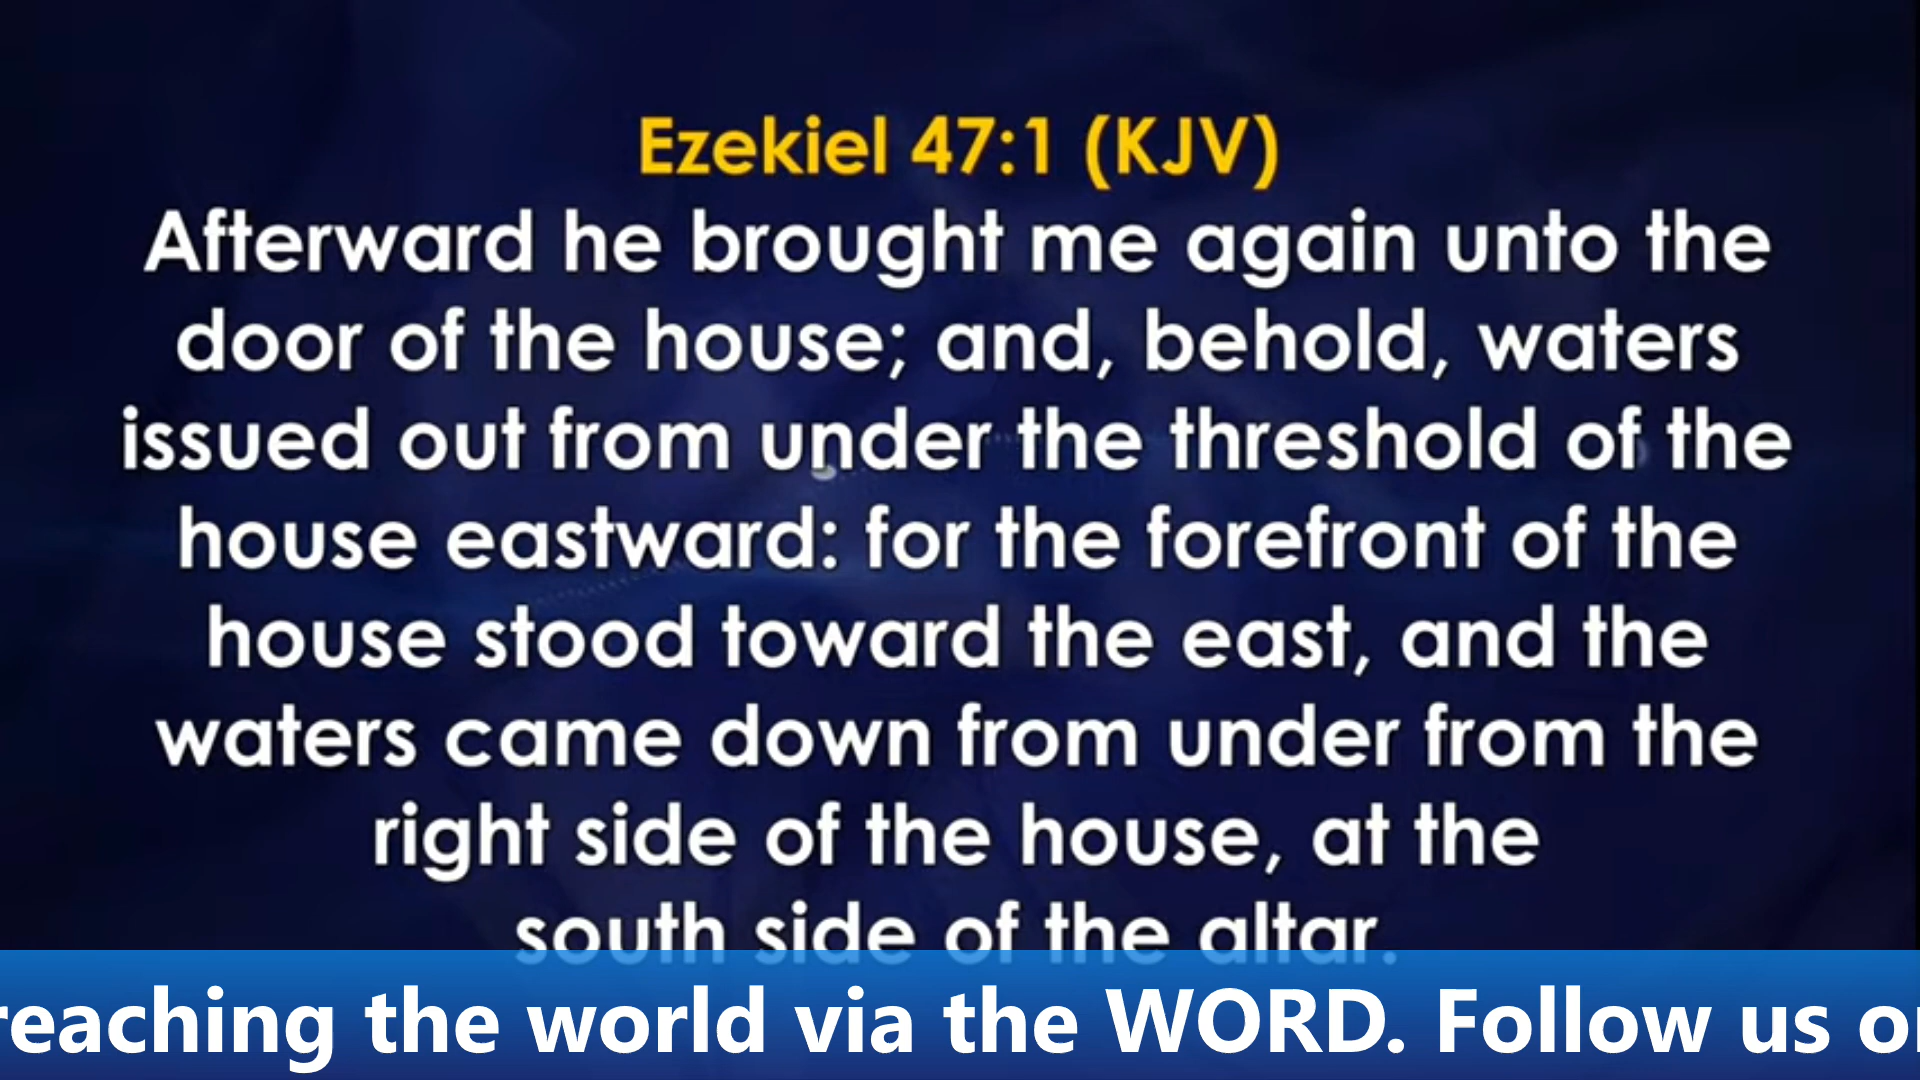 Ezekiel 47:1 (KJV)
Afterward he brought me again unto the
door of the house; and, behold, waters
issued out from under the threshold of the
house eastward: for the forefront of the
house stood toward the east, and the
waters came down from under from the
right side of the house, at the
south side of the altar.
reaching the world via the WORD. Follow us on